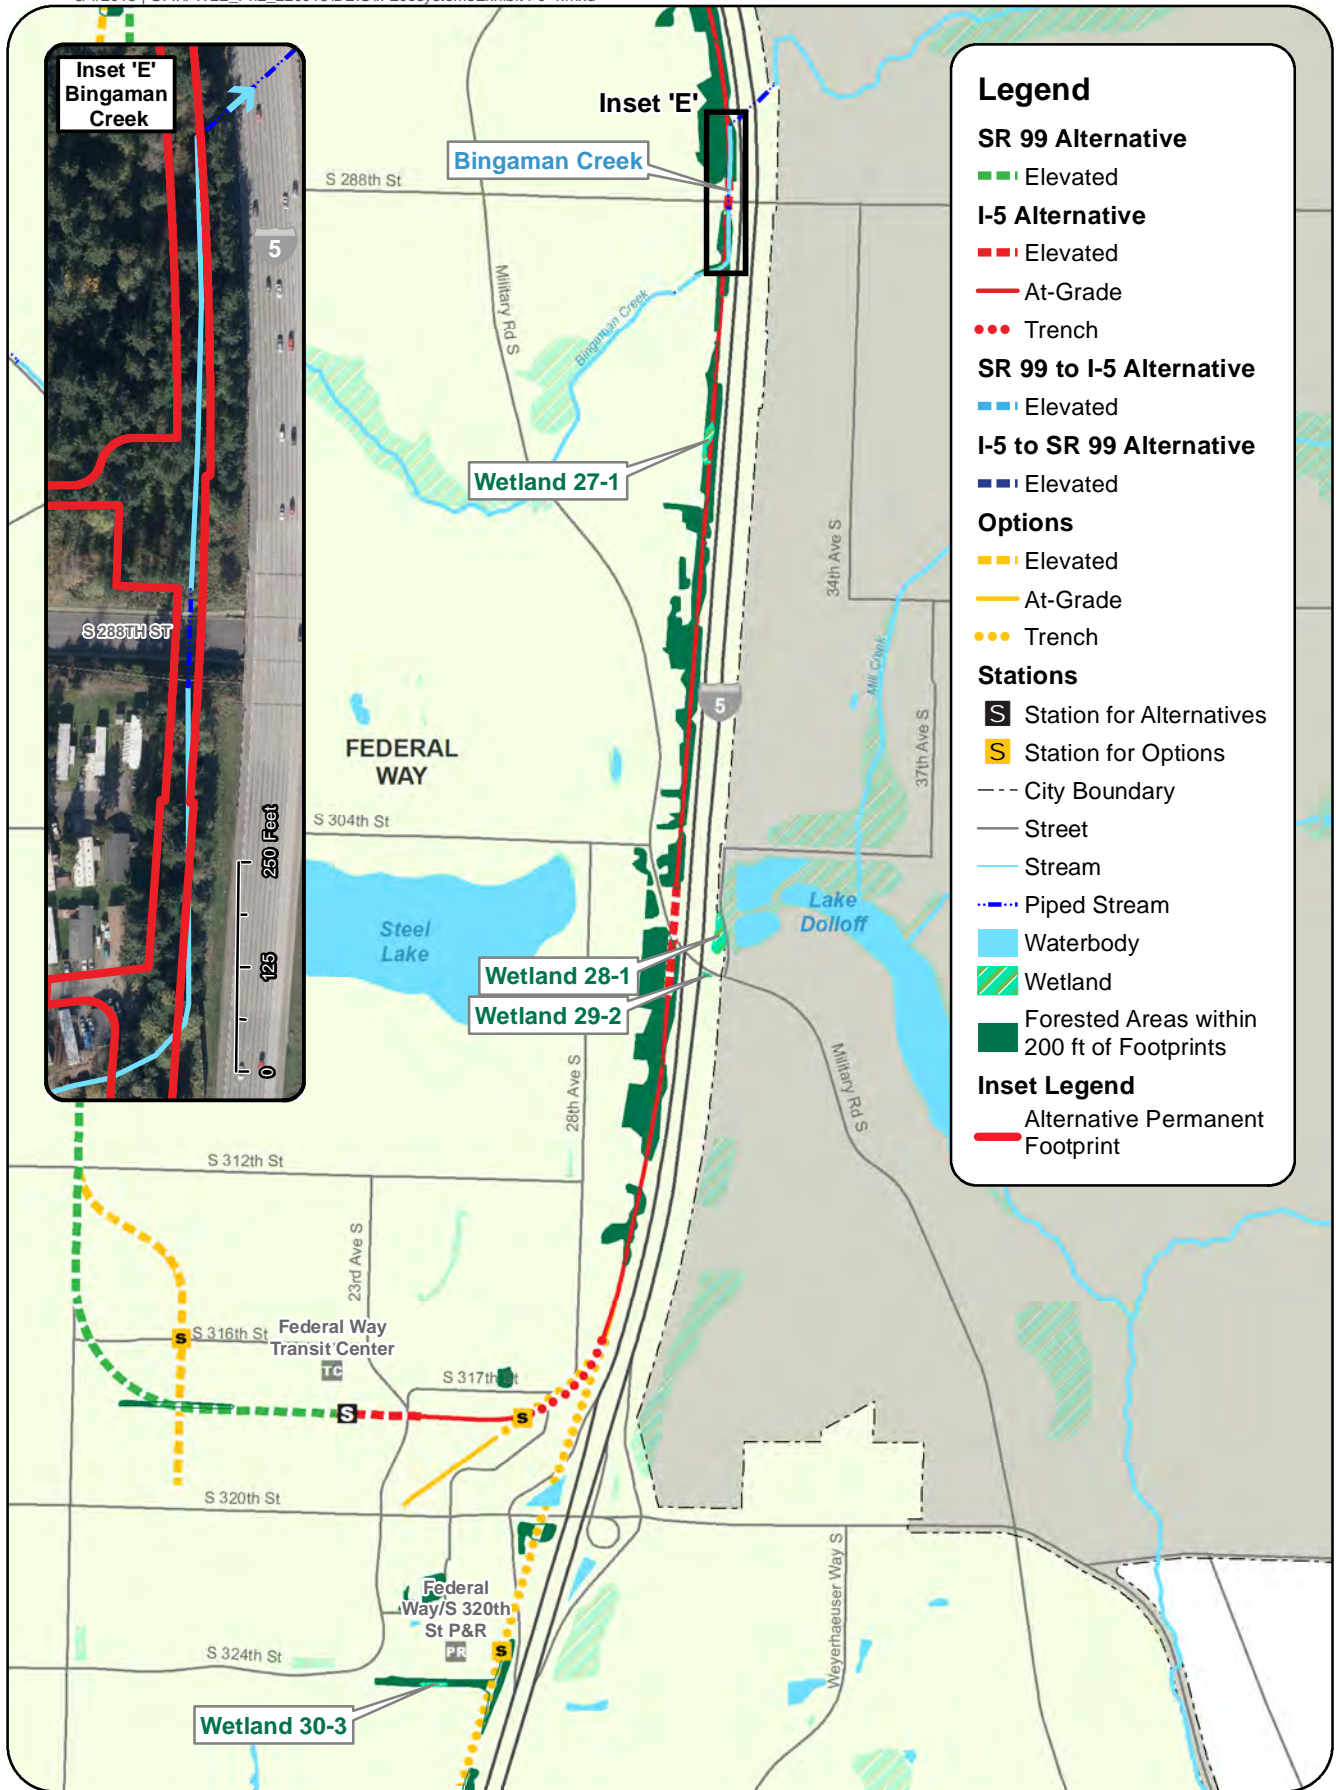 Inset 'E'
Bingaman
Creek
5
S 288TH ST
250 Feet
125
0
Inset 'E'
Bingaman Creek
S 288th St
Military Rd S
Bingaman Creek
Wetland 27-1
34th Ave S
Mill Creek
37th Ave S
5
FEDERAL
WAY
S 304th St
Steel
Lake
Lake
Dolloff
Wetland 28-1
Wetland 29-2
28th Ave S
Military Rd S
S 312th St
23rd Ave S
S
S 316th St
Federal Way
Transit Center
TC
S 317th St
S
S
S 320th St
Federal
Way/S 320th
St P&R
PR
S
S 324th St
Weyerhaeuser Way S
Wetland 30-3
Legend
SR 99 Alternative
Elevated
I-5 Alternative
Elevated
At-Grade
Trench
SR 99 to I-5 Alternative
Elevated
I-5 to SR 99 Alternative
Elevated
Options
Elevated
At-Grade
Trench
Stations
S Station for Alternatives
S Station for Options
City Boundary
Street
Stream
Piped Stream
Waterbody
Wetland
Forested Areas within
200 ft of Footprints
Inset Legend
Alternative Permanent
Footprint